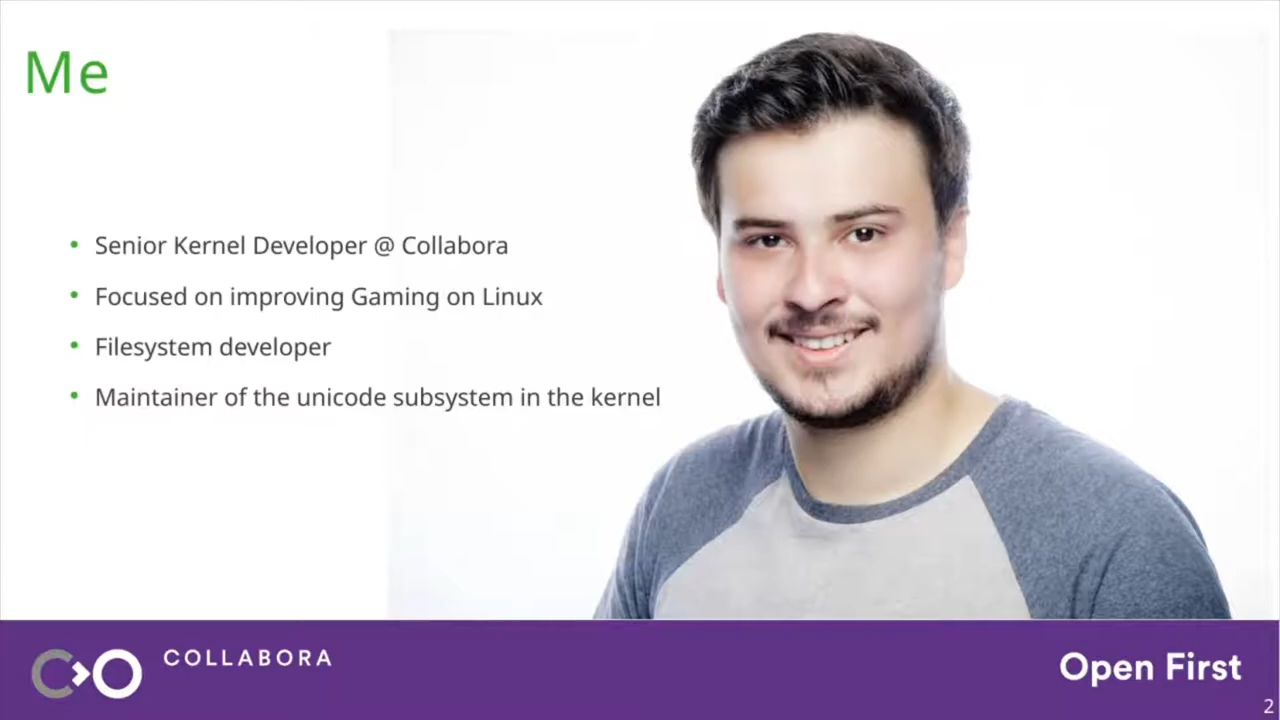 Me
• Senior Kernel Developer @ Collabora
• Focused on improving Gaming on Linux
• Filesystem developer
• Maintainer of the unicode subsystem in the kernel
COLLABORA
Open First
2